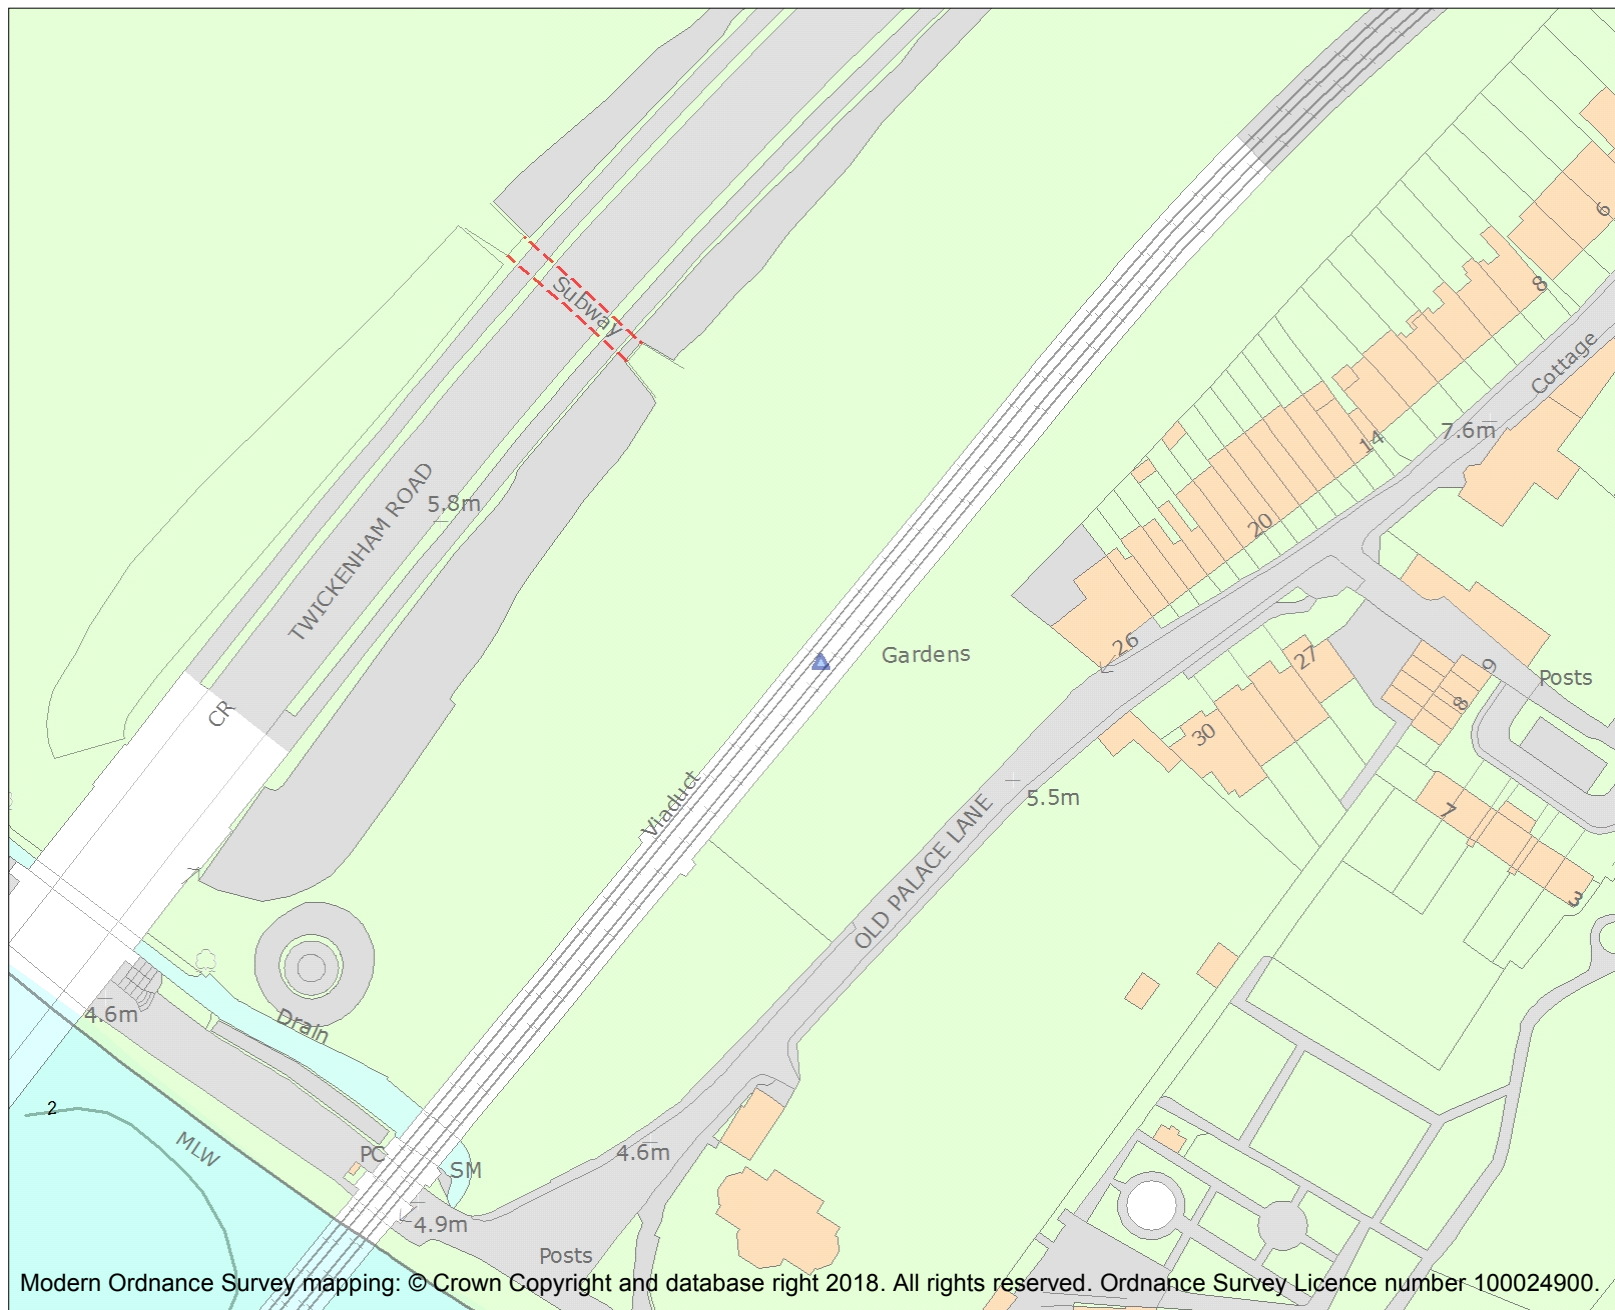 6
8
Subway
Cottage
7.6m
14
5.8m
20
TWICKENHAM ROAD
26
Gardens
27
9
Posts
8
CR
30
Viaduct
5.5m
7
OLD PALACE LANE
3
4.6m
Drain
2
MLW
PC
SM
4.6m
4.9m
Posts
Modern Ordnance Survey mapping: © Crown Copyright and database right 2018. All rights reserved. Ordnance Survey Licence number 100024900.